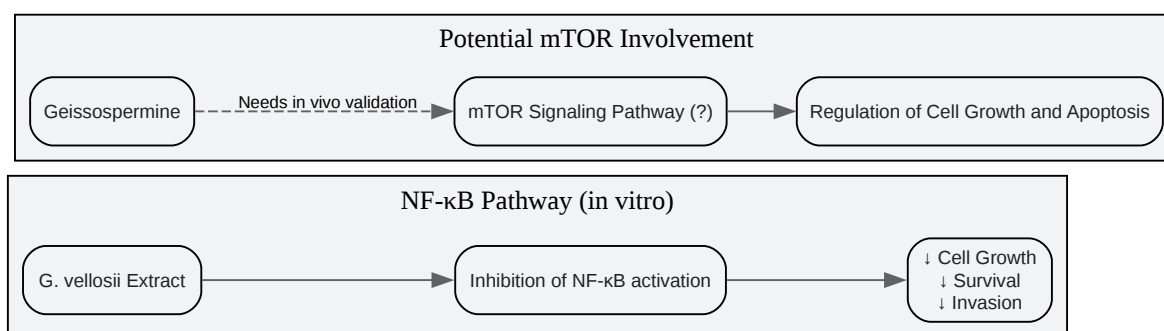 Potential mTOR Involvement
Geissospermine
Needs in vivo validation
mTOR Signaling Pathway (?)
Regulation of Cell Growth and Apoptosis
NF-κB Pathway (in vitro)
G. vellosii Extract
Inhibition of NF-κB activation
↓ Cell Growth
↓ Survival
↓ Invasion